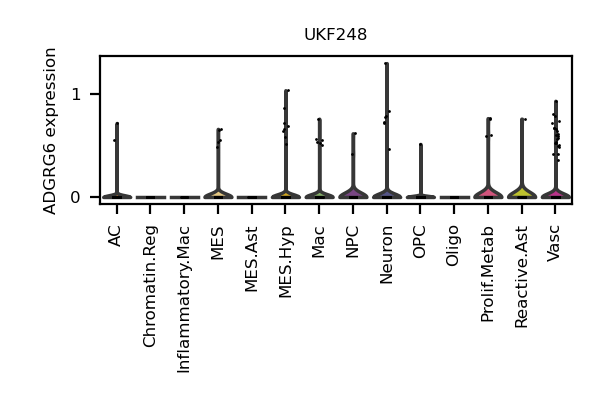 UKF248
ADGRG6 expression
1
0
AC
Chromatin.Reg
Inflammatory.Mac
MES
MES.Ast
MES.Hyp
Mac
NPC
Neuron
OPC
Oligo
Prolif.Metab
Reactive.Ast
Vasc